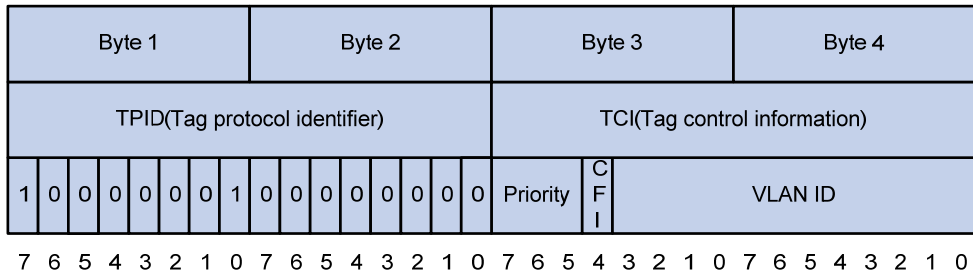 Byte 1 Byte 2 Byte 3 Byte 4
TPID(Tag protocol identifier) TCI(Tag control information)
1 0 0 0 0 0 0 1 0 0 0 0 0 0 0 0 Priority CFI VLAN ID
7 6 5 4 3 2 1 0 7 6 5 4 3 2 1 0 7 6 5 4 3 2 1 0 7 6 5 4 3 2 1 0